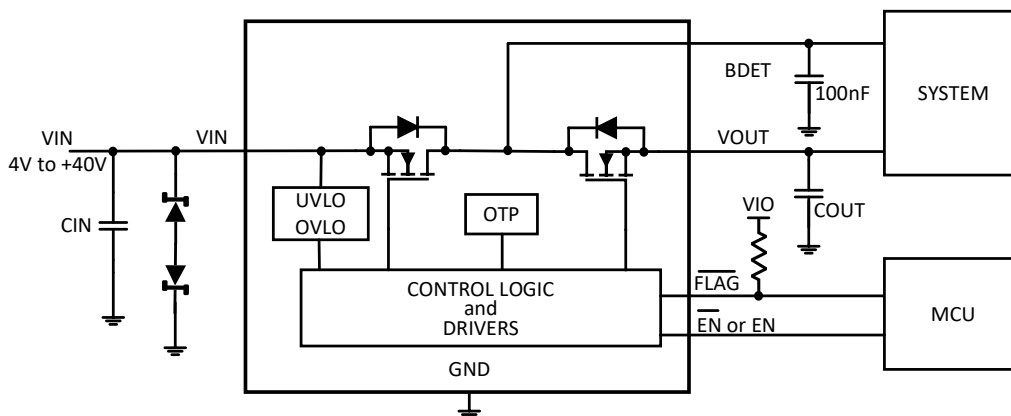 BDET
100nF
SYSTEM
VIN
4V to +40V
VIN
VOUT
UVLO
OVLO
OTP
CIN
COUT
VIO
CONTROL LOGIC
and
DRIVERS
FLAG
EN or EN
MCU
GND